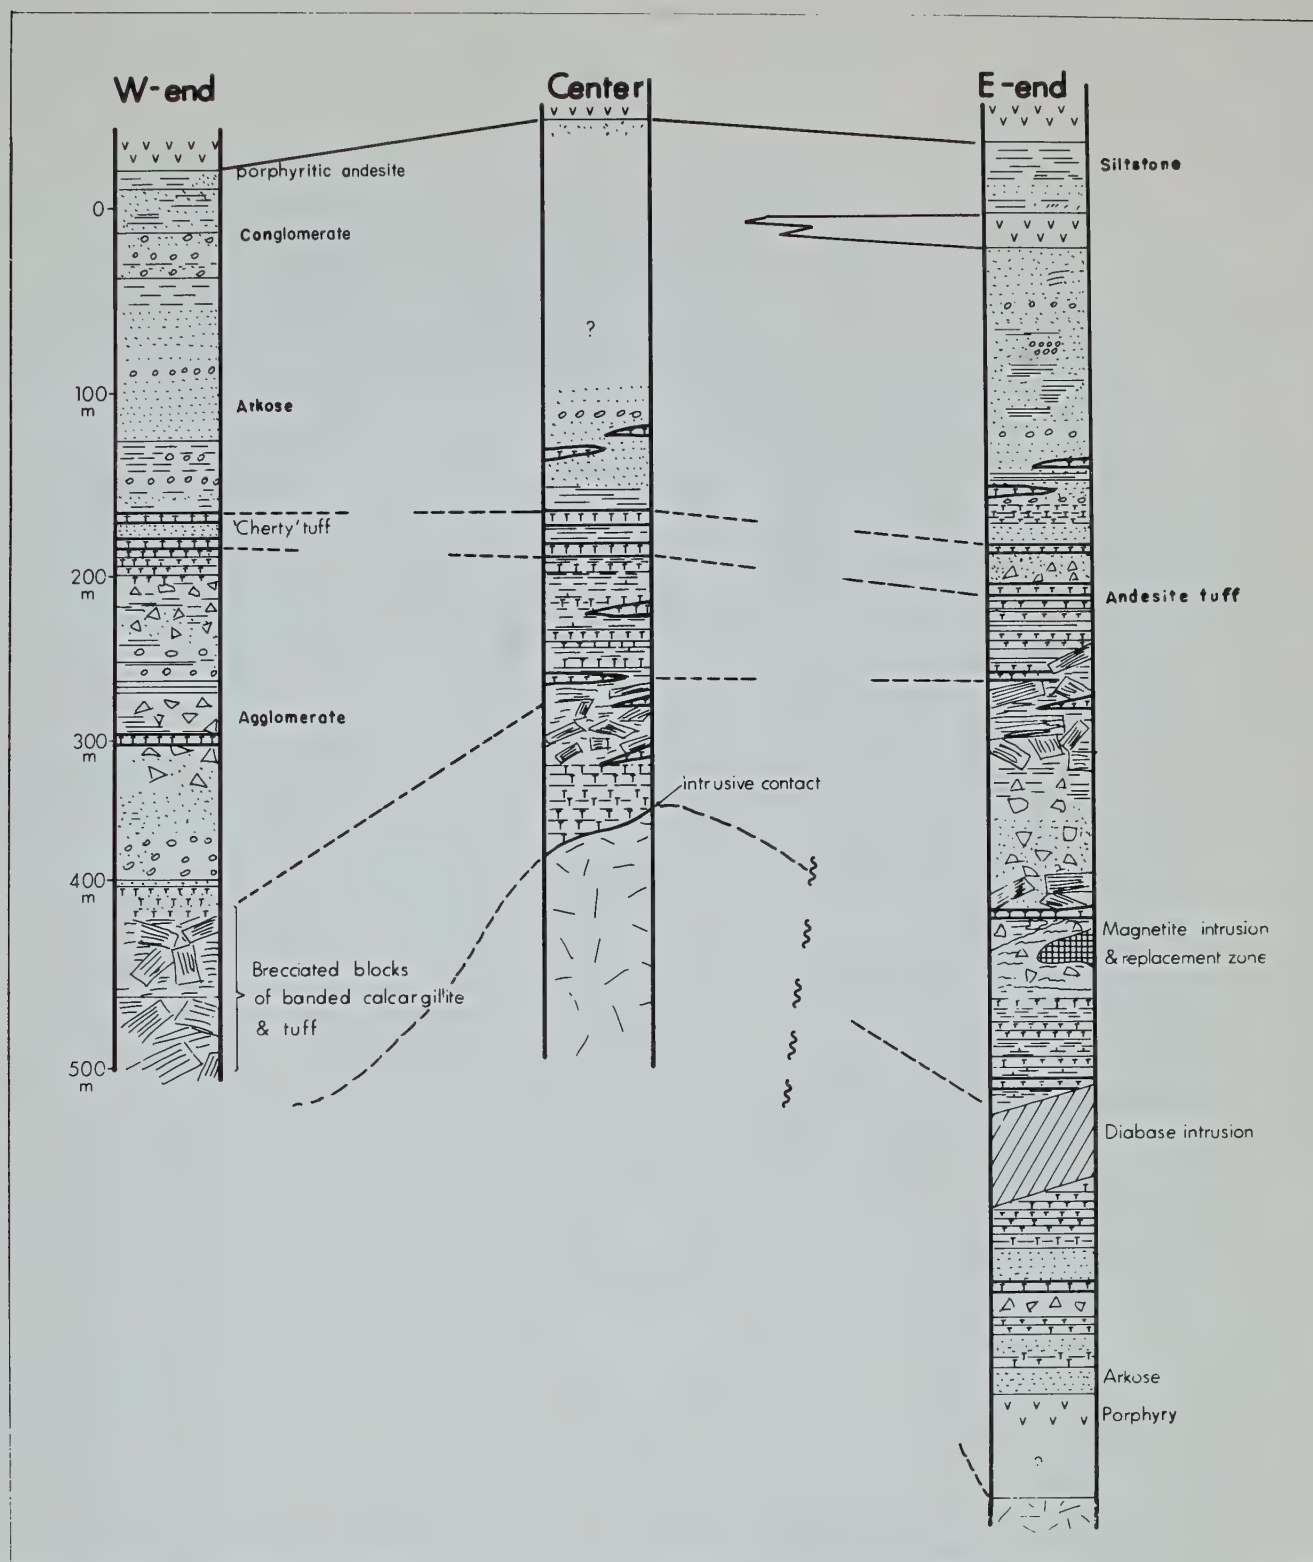 W-end
Center
E-end
porphyritic andesite
Siltstone
0
Conglomerate
?
100
m
Arkose
'Cherty' tuff
200
m
Andesite tuff
Agglomerate
300
m
intrusive contact
400
m
Magnetite intrusion
& replacement zone
Brecciated blocks
of banded calcargillite
& tuff
500
m
Diabase intrusion
Arkose
Porphyry
?